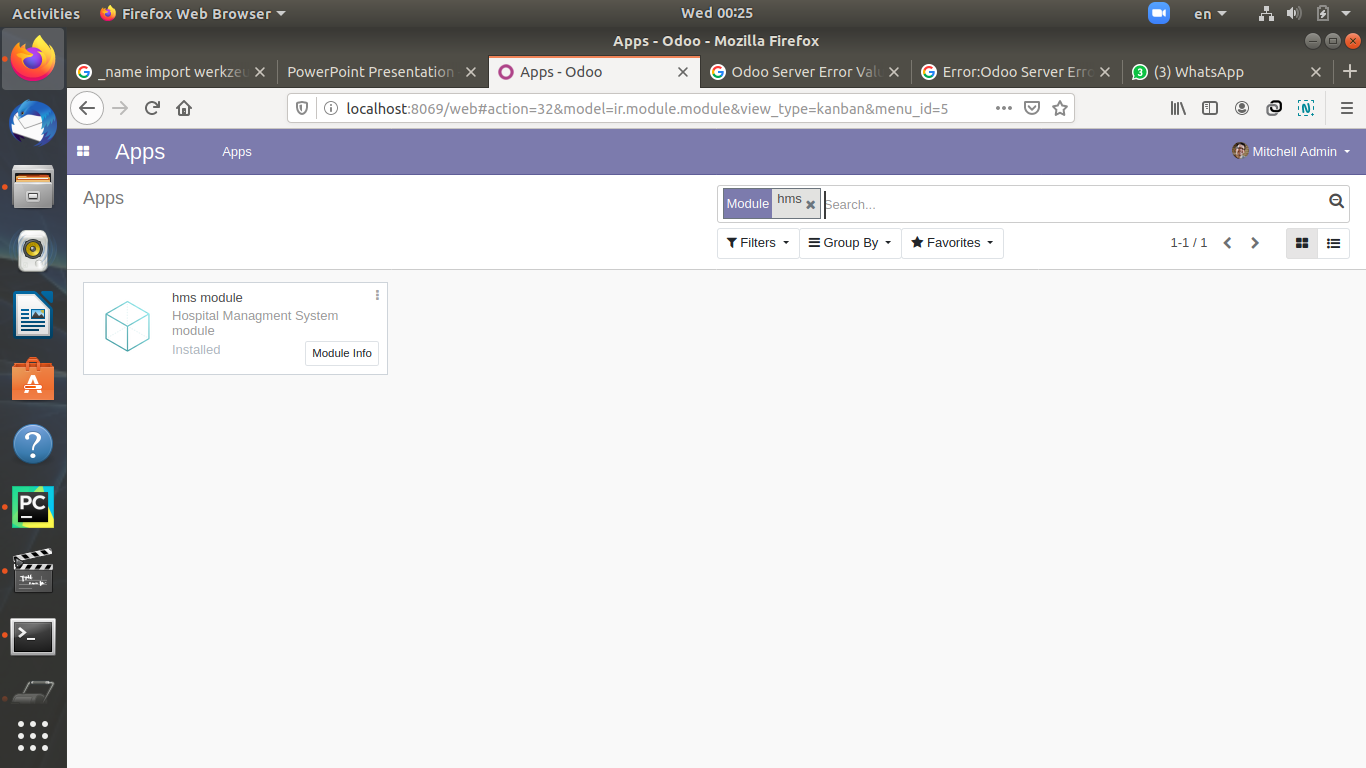 Activities
Firefox Web Browser
Wed 00:25
en
Apps - Odoo - Mozilla Firefox
_name import werkzeu
PowerPoint Presentation -
Apps - Odoo
Odoo Server Error Val
Error:Odoo Server Erro
(3) WhatsApp
localhost:8069/web#action=32&model=ir.module.module&view_type=kanban&menu_id=5
Apps
Apps
Mitchell Admin
Apps
Module
hms
Search...
Filters
Group By
Favorites
1-1 / 1
hms module
Hospital Managment System
module
Installed
Module Info